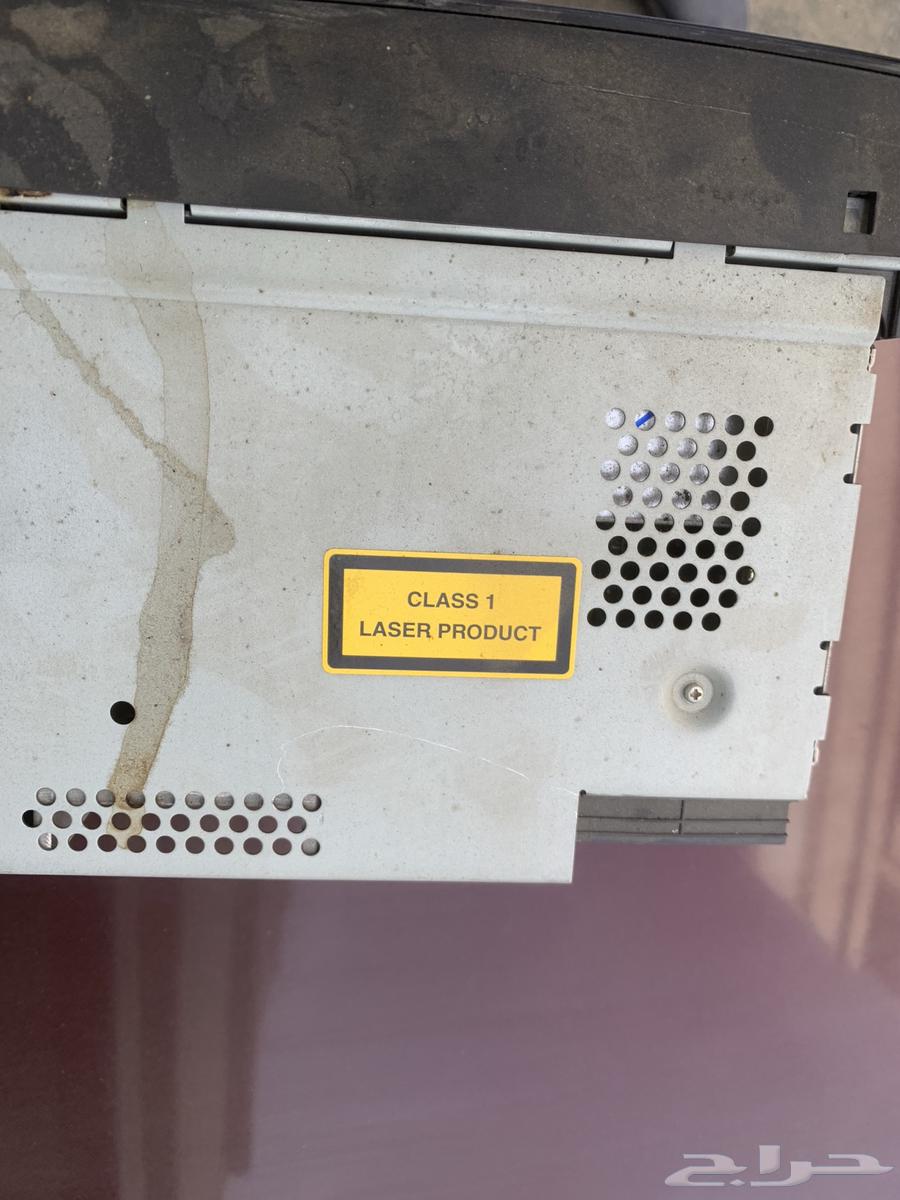 CLASS 1
LASER PRODUCT
حراج